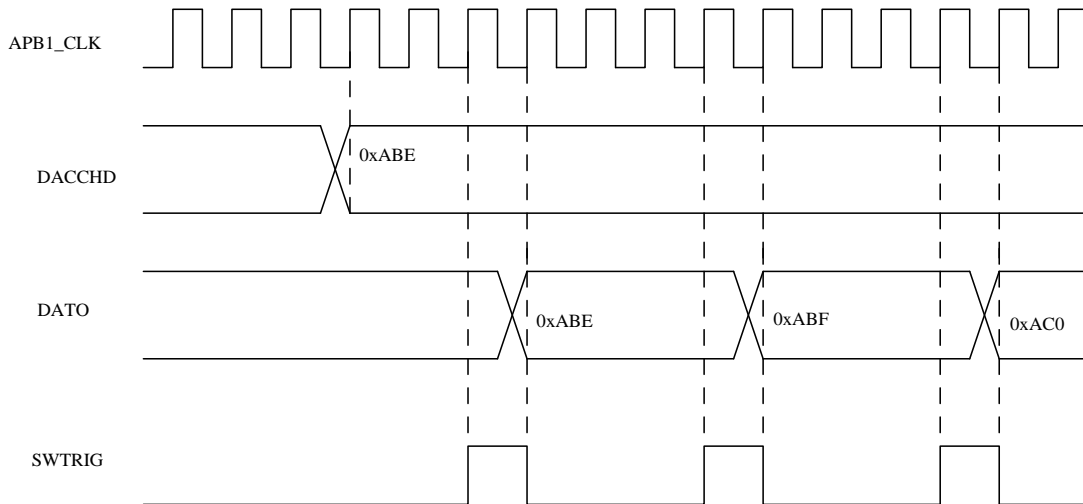 APB1_CLK
DACCHD
0xABE
DATO
0xABE
0xABF
0xAC0
SWTRIG